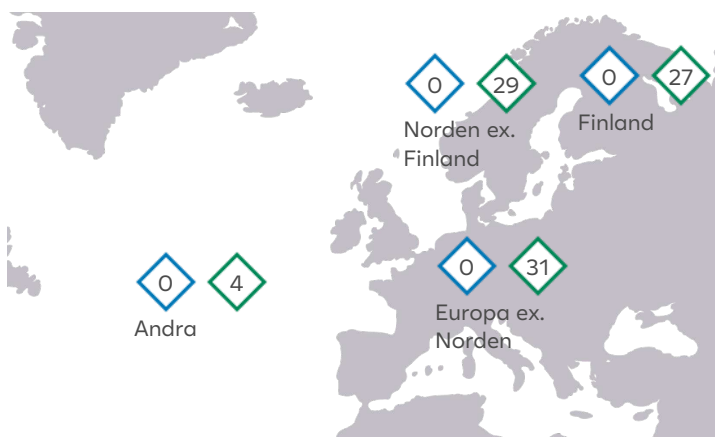 0 29
Norden ex.
Finland
0 27
Finland
0 4
Andra
0 31
Europa ex.
Norden